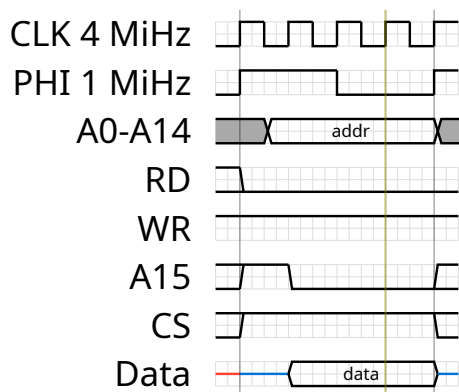 CLK 4 MiHz
PHI 1 MiHz
A0-A14
addr
RD
WR
A15
CS
Data
data